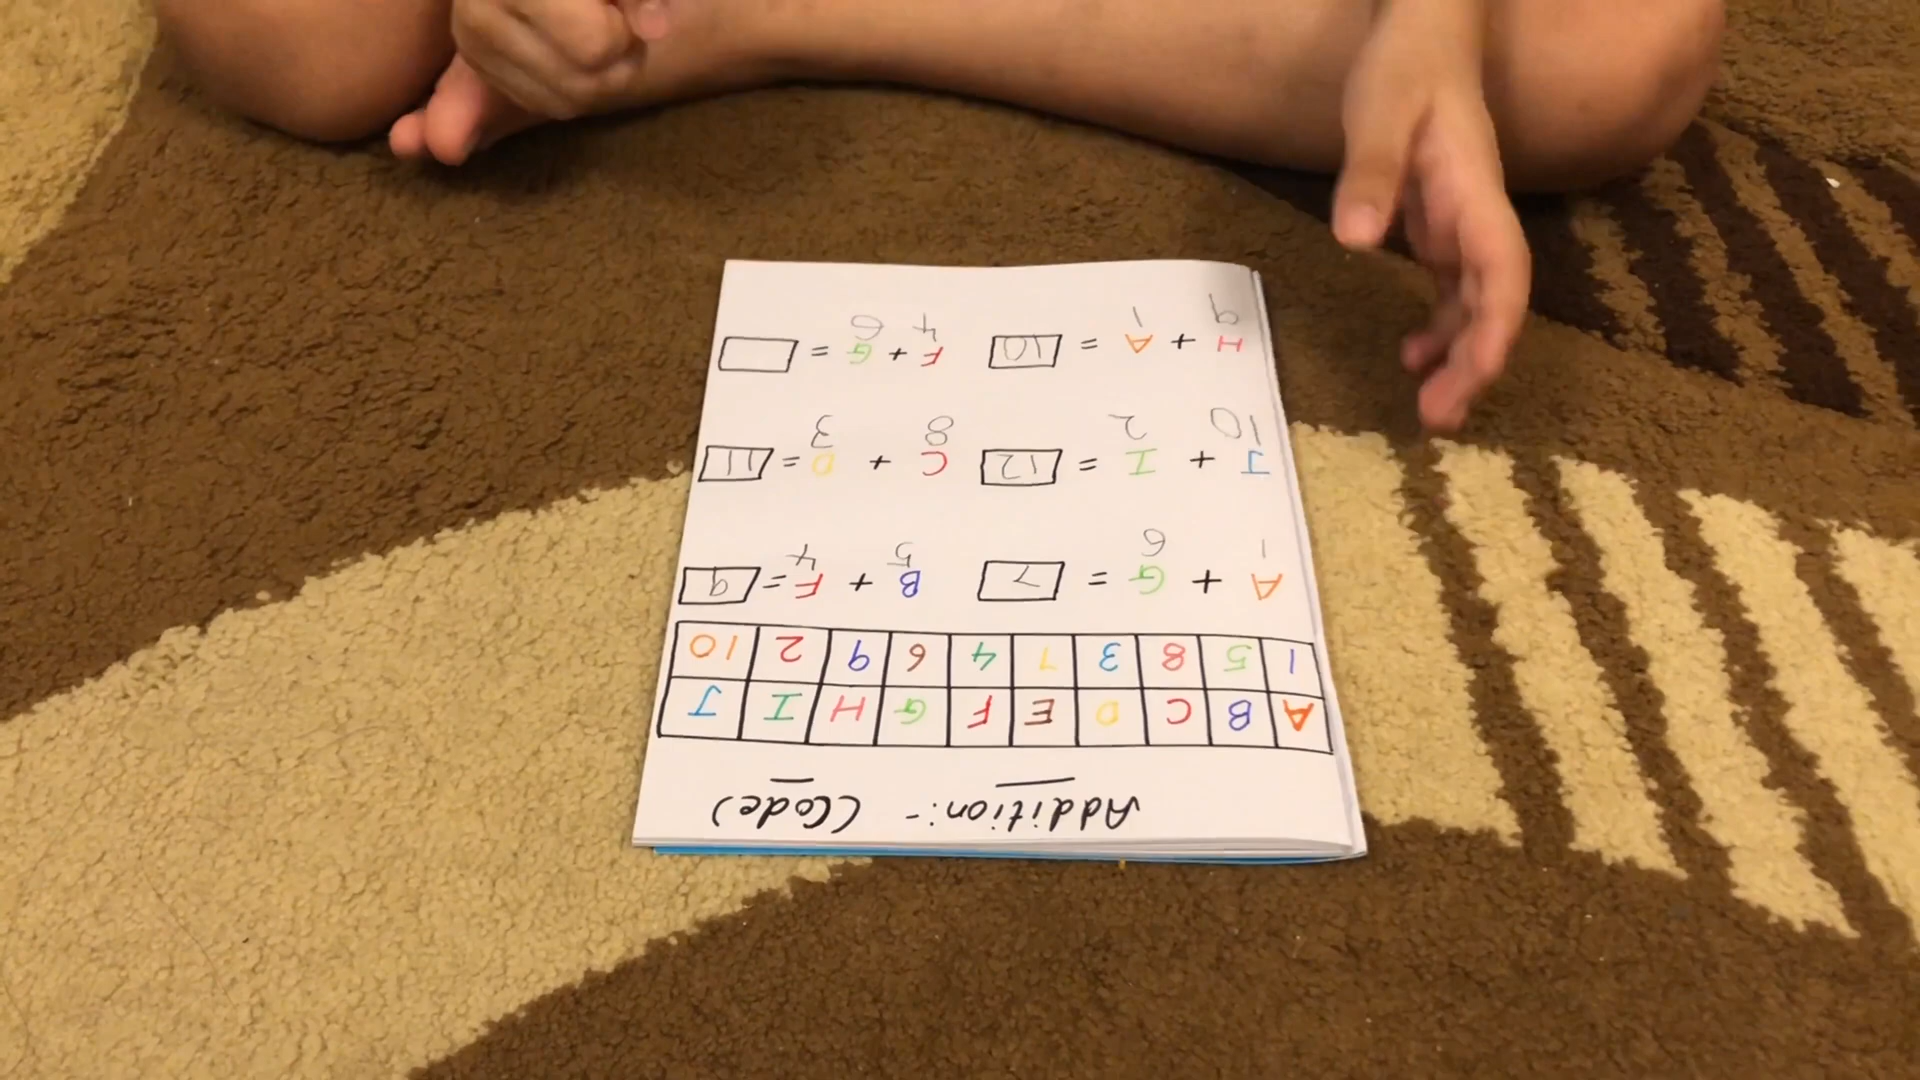 Addition:- (Code)
A B C D E F G H I J
1 5 8 3 7 4 6 9 2 10
A + G = 7 B + F = 9
1 6 5 4
J + I = 12 C + D = 11
10 2 8 3
H + A = 10 F + G =
9 1 4 6